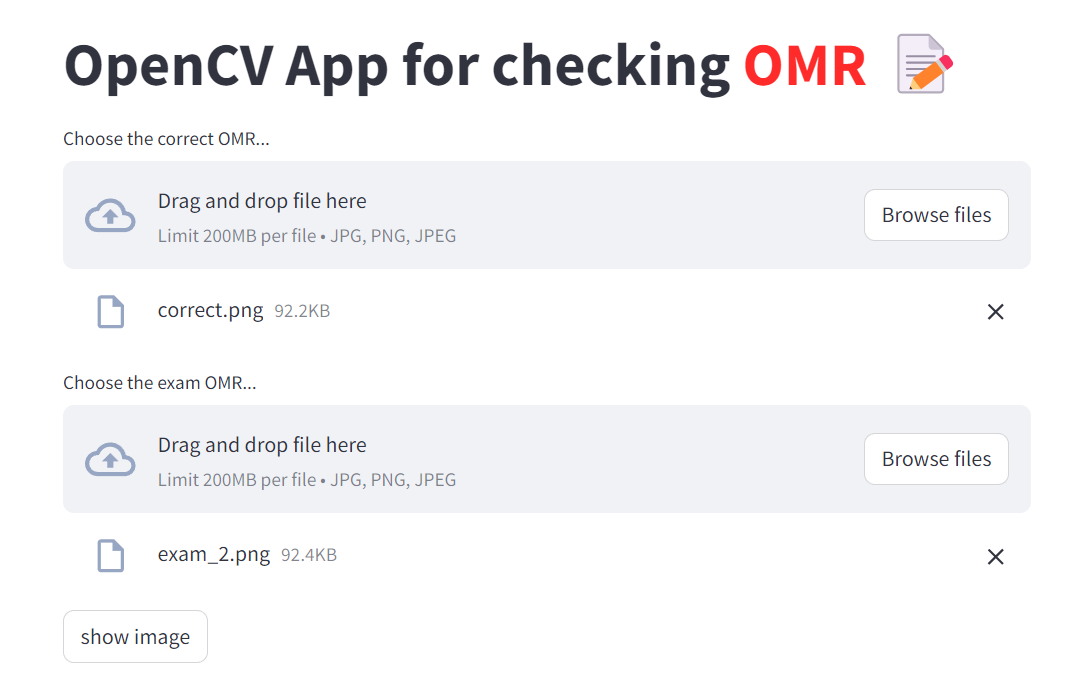 OpenCV App for checking OMR
Choose the correct OMR...
Drag and drop file here
Browse files
Limit 200MB per file • JPG, PNG, JPEG
correct.png 92.2KB
Choose the exam OMR...
Drag and drop file here
Browse files
Limit 200MB per file • JPG, PNG, JPEG
exam_2.png 92.4KB
show image